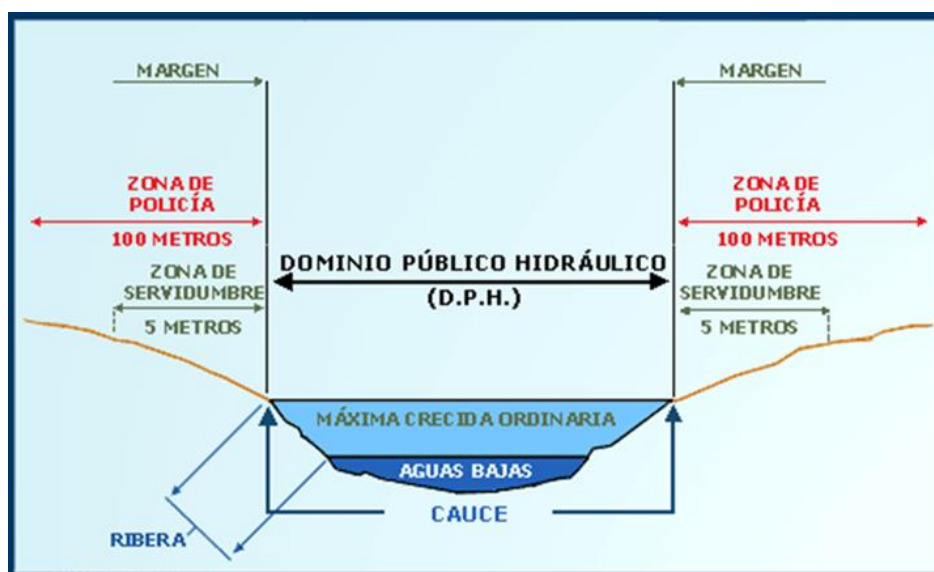 MARGEN
MARGEN
ZONA DE
POLICÍA
100 METROS
ZONA DE
POLICÍA
100 METROS
DOMINIO PÚBLICO HIDRÁULICO
(D.P.H.)
ZONA DE
SERVIDUMBRE
5 METROS
ZONA DE
SERVIDUMBRE
5 METROS
MÁXIMA CRECIDA ORDINARIA
AGUAS BAJAS
CAUCE
RIBERA